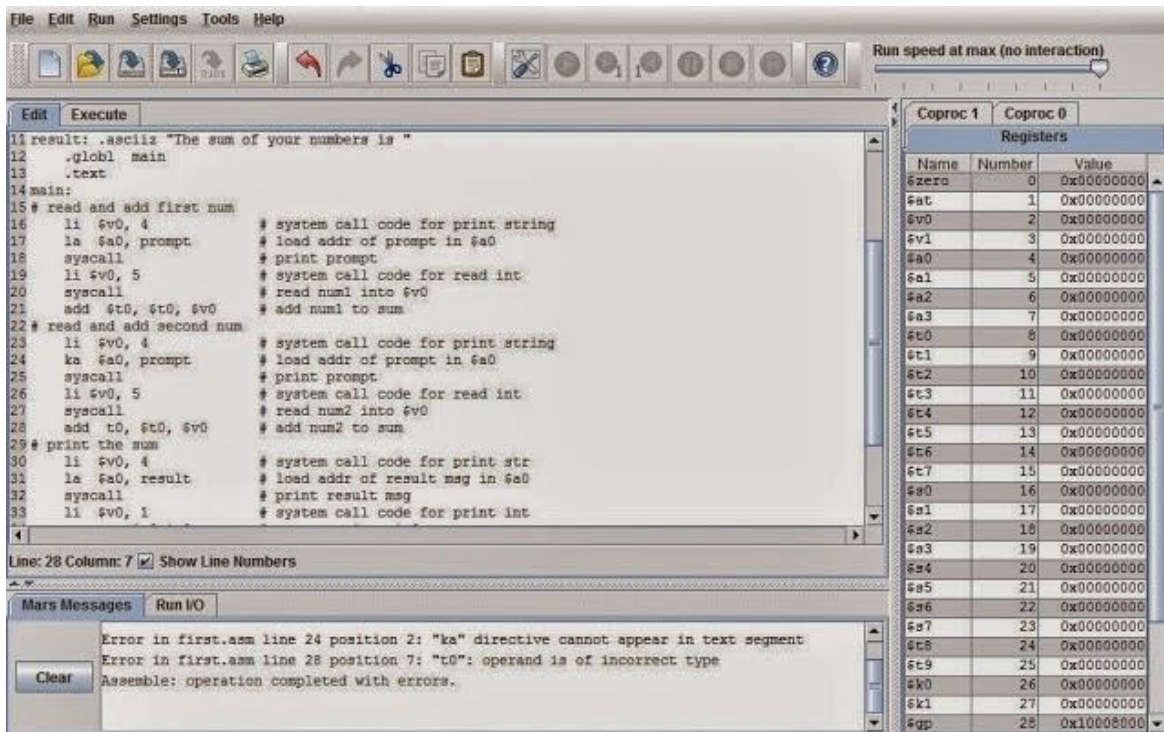 File Edit Run Settings Tools Help
Run speed at max (no interaction)
Edit Execute
11 result: .asciiz "The sum of your numbers is "
12 .globl main
13 .text
14 main:
15 # read and add first num
16 li $v0, 4 # system call code for print string
17 la $a0, prompt # load addr of prompt in $a0
18 syscall # print prompt
19 li $v0, 5 # system call code for read int
20 syscall # read num1 into $v0
21 add $t0, $t0, $v0 # add num1 to sum
22 # read and add second num
23 li $v0, 4 # system call code for print string
24 ka $a0, prompt # load addr of prompt in $a0
25 syscall # print prompt
26 li $v0, 5 # system call code for read int
27 syscall # read num2 into $v0
28 add t0, $t0, $v0 # add num2 to sum
29 # print the sum
30 li $v0, 4 # system call code for print str
31 la $a0, result # load addr of result msg in $a0
32 syscall # print result msg
33 li $v0, 1 # system call code for print int
Line: 28 Column: 7 Show Line Numbers
Mars Messages Run I/O
Error in first.asm line 24 position 2: "ka" directive cannot appear in text segment
Error in first.asm line 28 position 7: "t0": operand is of incorrect type
Assemble: operation completed with errors.
Clear
Coproc 1 Coproc 0
Registers
Name Number Value
$zero 0 0x00000000
$at 1 0x00000000
$v0 2 0x00000000
$v1 3 0x00000000
$a0 4 0x00000000
$a1 5 0x00000000
$a2 6 0x00000000
$a3 7 0x00000000
$t0 8 0x00000000
$t1 9 0x00000000
$t2 10 0x00000000
$t3 11 0x00000000
$t4 12 0x00000000
$t5 13 0x00000000
$t6 14 0x00000000
$t7 15 0x00000000
$s0 16 0x00000000
$s1 17 0x00000000
$s2 18 0x00000000
$s3 19 0x00000000
$s4 20 0x00000000
$s5 21 0x00000000
$s6 22 0x00000000
$s7 23 0x00000000
$t8 24 0x00000000
$t9 25 0x00000000
$k0 26 0x00000000
$k1 27 0x00000000
$gp 28 0x10008000